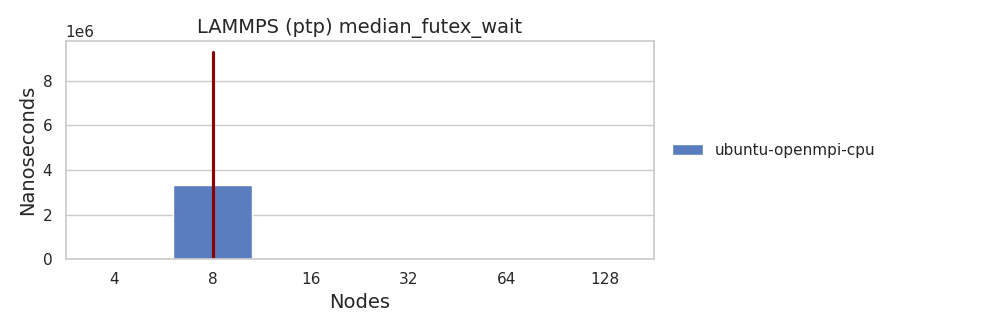 LAMMPS (ptp) median_futex_wait
1e6
Nanoseconds
8
6
4
2
0
4 8 16 32 64 128
Nodes
ubuntu-openmpi-cpu